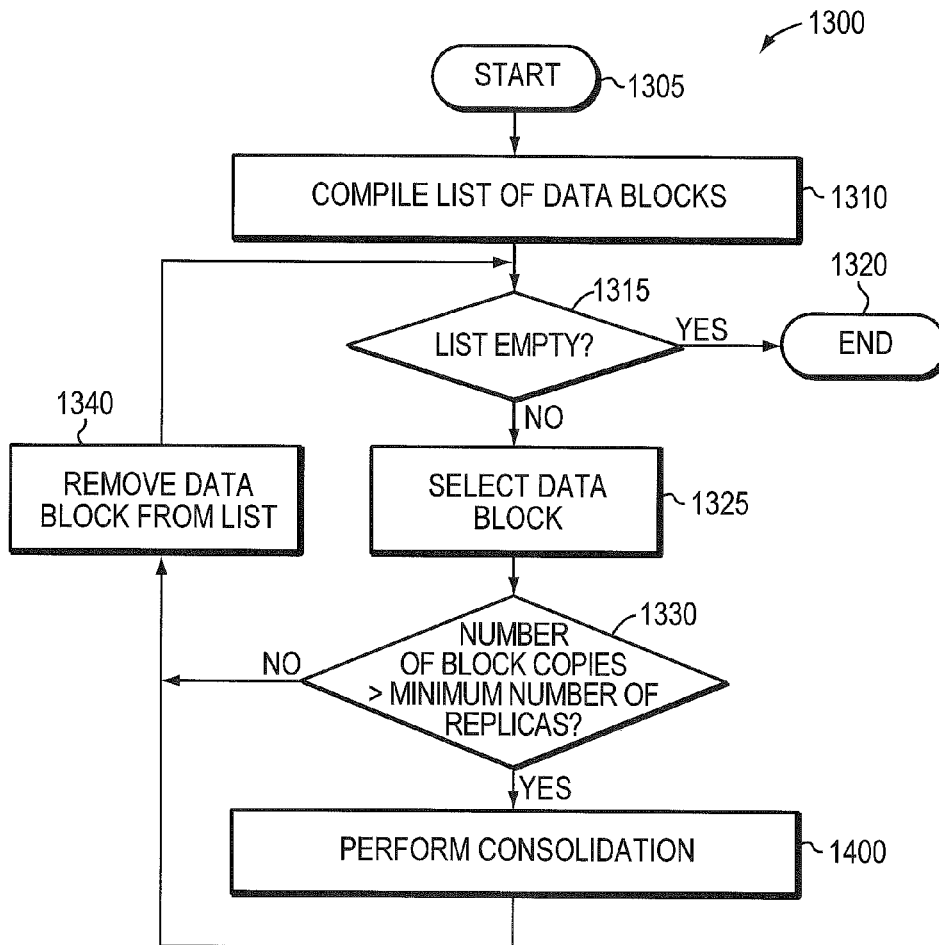 1300
START
1305
COMPILE LIST OF DATA BLOCKS
1310
1315
1320
LIST EMPTY?
YES
END
NO
1340
REMOVE DATA
BLOCK FROM LIST
SELECT DATA
BLOCK
1325
1330
NUMBER
OF BLOCK COPIES
> MINIMUM NUMBER OF
REPLICAS?
NO
YES
PERFORM CONSOLIDATION
1400